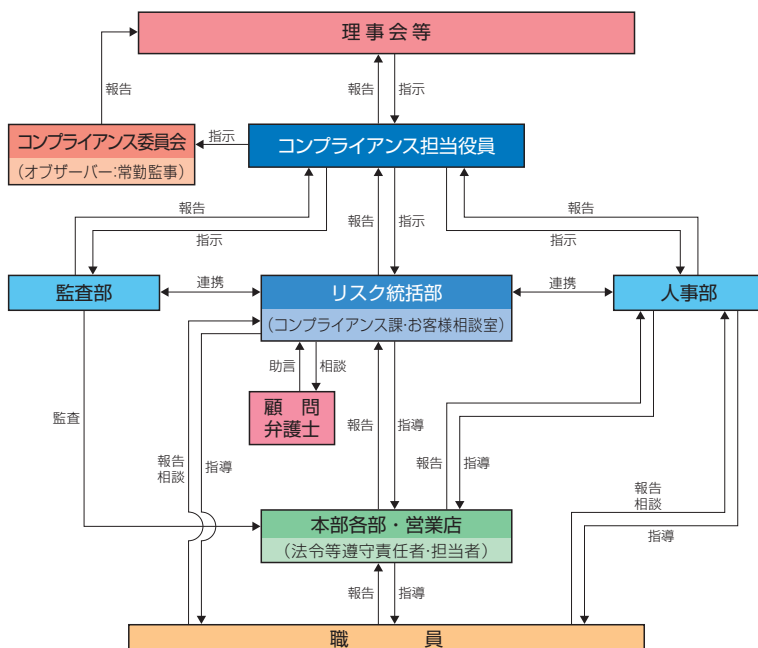 理事会等
報告
報告
指示
コンプライアンス委員会
(オブザーバー:常勤監事)
指示
コンプライアンス担当役員
報告
指示
報告
指示
報告
指示
監査部
連携
リスク統括部
(コンプライアンス課・お客様相談室)
連携
人事部
助言
相談
顧 問
弁護士
監査
報告
相談
指導
報告
指導
報告
指導
報告
相談
指導
本部各部・営業店
(法令等遵守責任者・担当者)
報告
指導
職 員